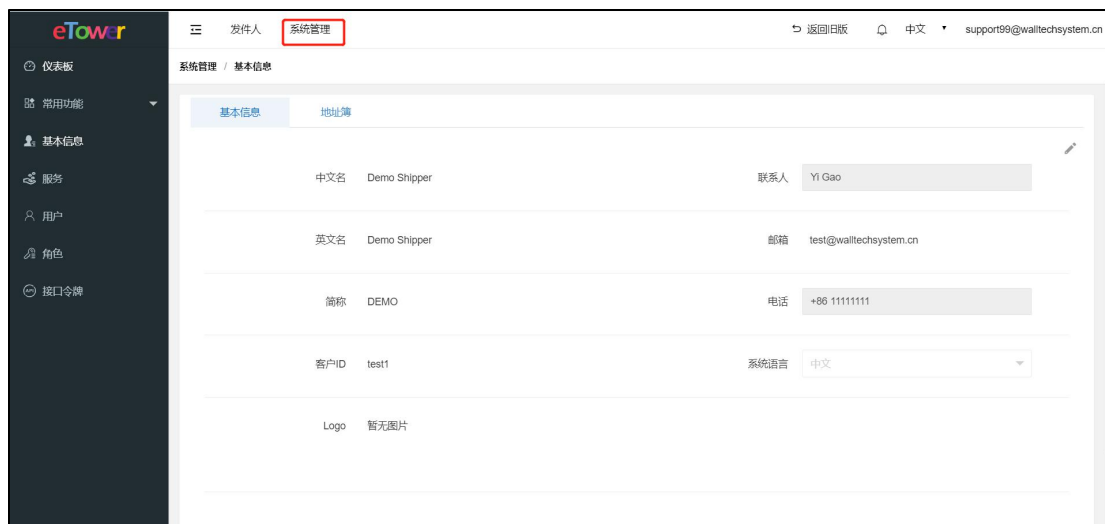 eTower
发件人 系统管理 返回旧版 中文 support99@walltechsystem.cn
仪表板
系统管理 / 基本信息
常用功能
基本信息 地址簿
基本信息
服务
用户
角色
API 接口令牌
中文名 Demo Shipper 联系人 Yi Gao
英文名 Demo Shipper 邮箱 test@walltechsystem.cn
简称 DEMO 电话 +86 11111111
客户ID test1 系统语言 中文
Logo 暂无图片